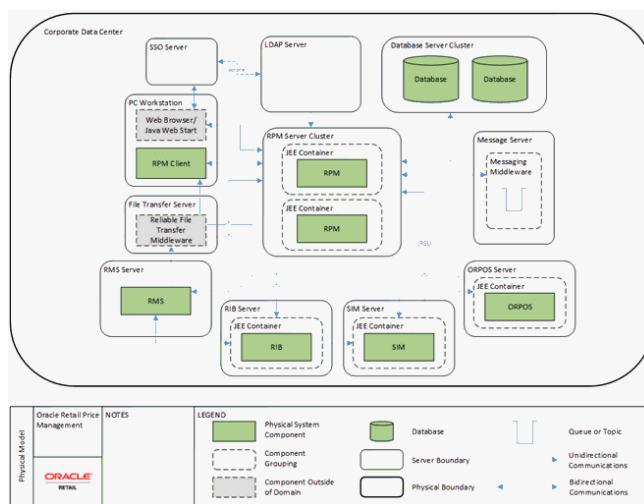 Corporate Data Center
SSO Server
LDAP Server
Database Server Cluster
Database
Database
PC Workstation
Web Browser/
Java Web Start
RPM Client
RPM Server Cluster
JEE Container
RPM
JEE Container
RPM
Message Server
Messaging
Middleware
File Transfer Server
Reliable File
Transfer
Middleware
RMS Server
RMS
ORPOS Server
JEE Container
ORPOS
RIB Server
JEE Container
RIB
SIM Server
JEE Container
SIM
Physical Model
Oracle Retail Price
Management
ORACLE
RETAIL
NOTES
LEGEND
Physical System
Component
Component
Grouping
Component Outside
of Domain
Database
Server Boundary
Physical Boundary
Queue or Topic
Unidirectional
Communications
Bidirectional
Communications